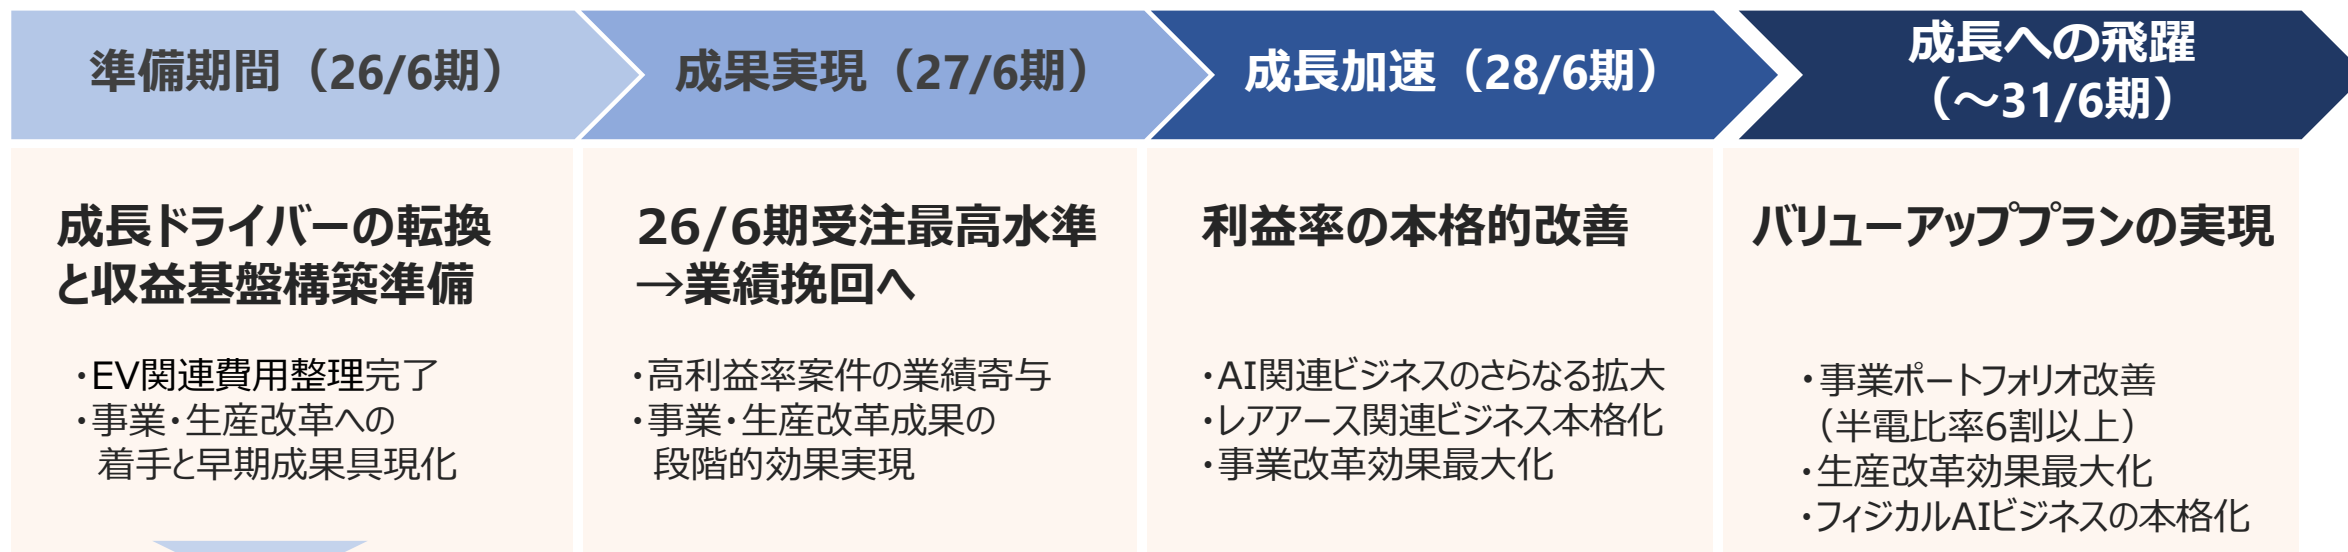 準備期間（26/6期）
成果実現（27/6期）
成長加速（28/6期）
成長への飛躍
（～31/6期）
成長ドライバーの転換
と収益基盤構築準備
・EV関連費用整理完了
・事業・生産改革への
着手と早期成果具現化
26/6期受注最高水準
→業績挽回へ
・高利益率案件の業績寄与
・事業・生産改革成果の
段階的効果実現
利益率の本格的改善
・AI関連ビジネスのさらなる拡大
・レアアース関連ビジネス本格化
・事業改革効果最大化
バリューアッププランの実現
・事業ポートフォリオ改善
（半電比率6割以上）
・生産改革効果最大化
・フィジカルAIビジネスの本格化